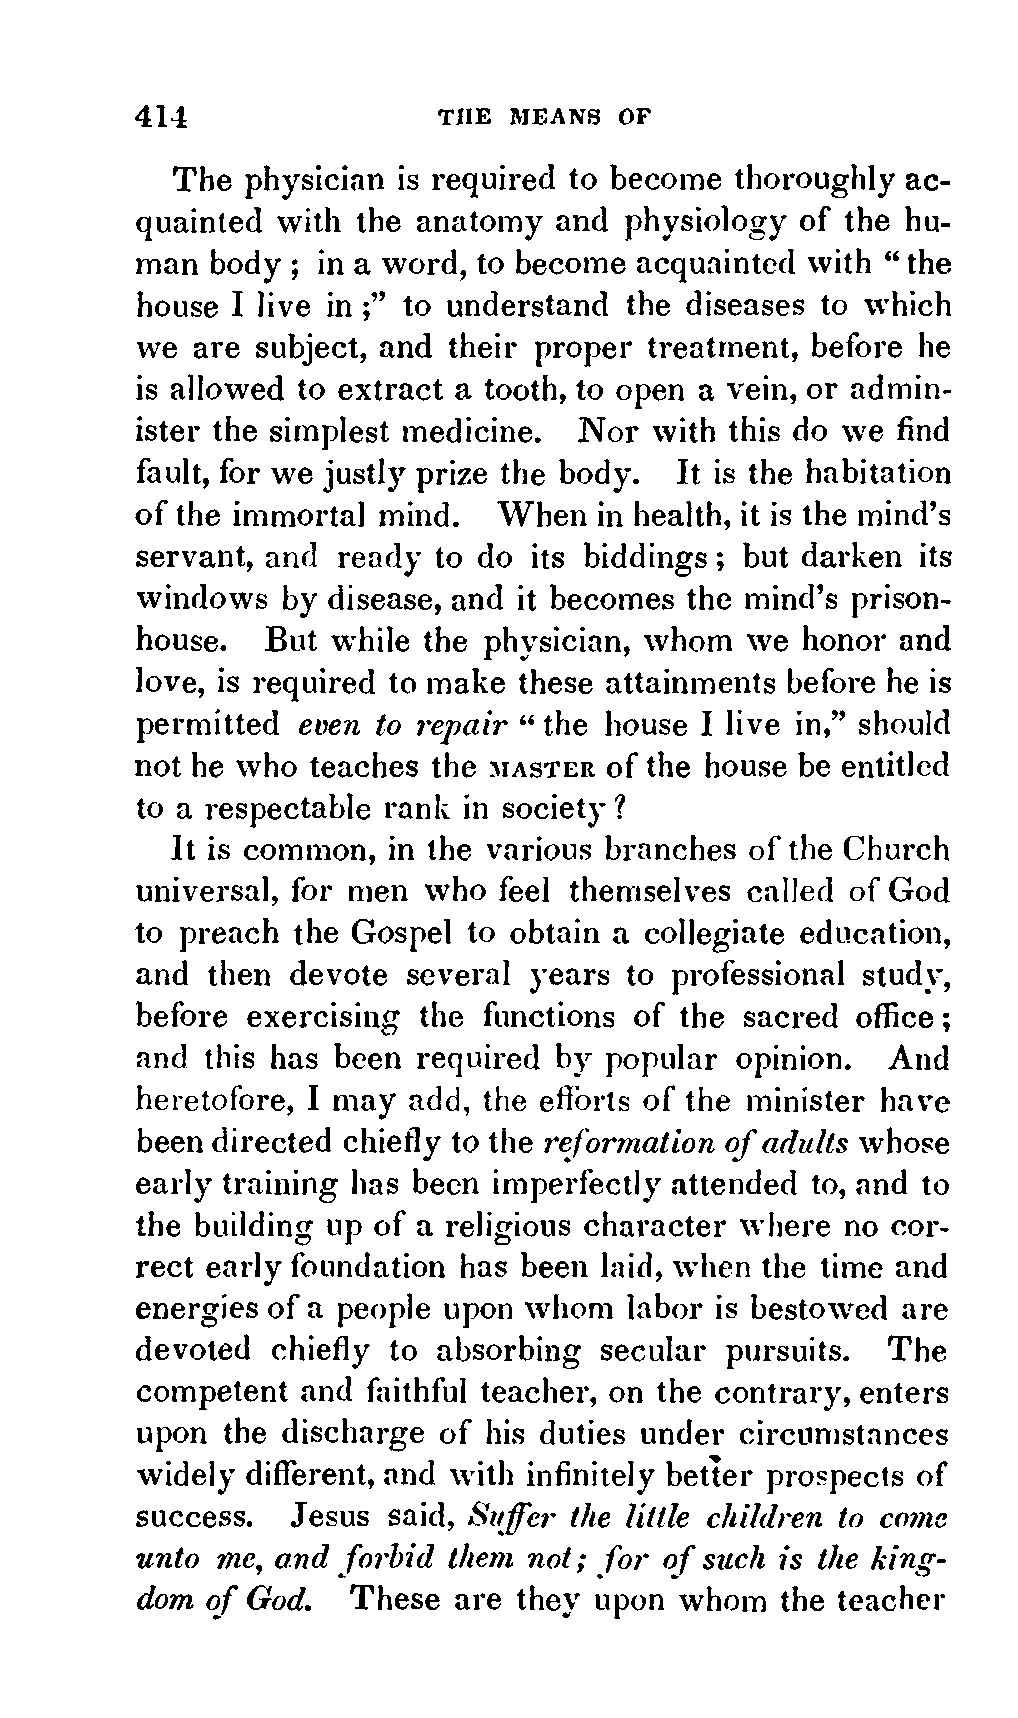 414 THE MEANS OF
The physician is required to become thoroughly ac-
quainted with the anatomy and physiology of the hu-
man body ; in a word, to become acquainted with “ the
house I live in ;” to understand the diseases to which
we are subject, and their proper treatment, before he
is allowed to extract a tooth, to open a vein, or admin-
ister the simplest medicine. Nor with this do we find
fault, for we justly prize the body. It is the habitation
of the immortal mind. When in health, it is the mind’s
servant, and ready to do its biddings ; but darken its
windows by disease, and it becomes the mind’s prison-
house. But while the physician, whom we honor and
love, is required to make these attainments before he is
permitted even to repair “ the house I live in,” should
not he who teaches the MASTER of the house be entitled
to a respectable rank in society ?
It is common, in the various branches of the Church
universal, for men who feel themselves called of God
to preach the Gospel to obtain a collegiate education,
and then devote several years to professional study,
before exercising the functions of the sacred office ;
and this has been required by popular opinion. And
heretofore, I may add, the efforts of the minister have
been directed chiefly to the reformation of adults whose
early training has been imperfectly attended to, and to
the building up of a religious character where no cor-
rect early foundation has been laid, when the time and
energies of a people upon whom labor is bestowed are
devoted chiefly to absorbing secular pursuits. The
competent and faithful teacher, on the contrary, enters
upon the discharge of his duties under circumstances
widely different, and with infinitely better prospects of
success. Jesus said, Suffer the little children to come
unto me, and forbid them not ; for of such is the king-
dom of God. These are they upon whom the teacher